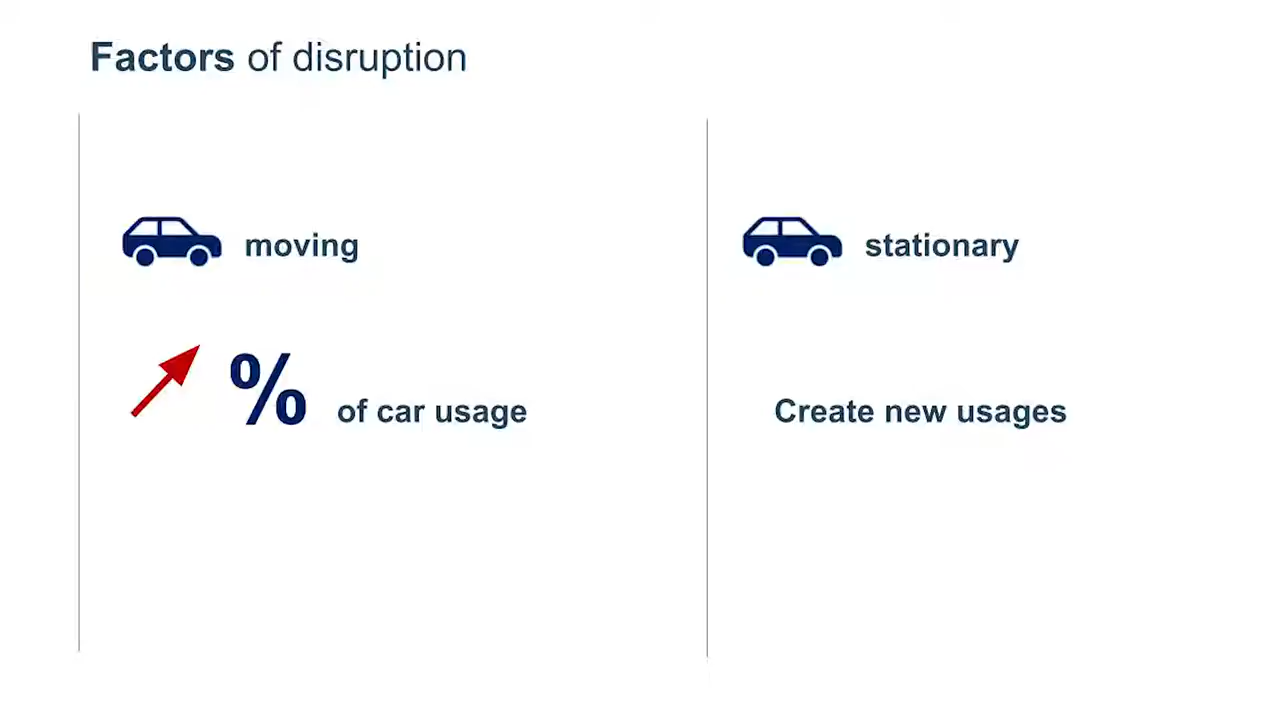 Factors of disruption
moving
% of car usage
stationary
Create new usages